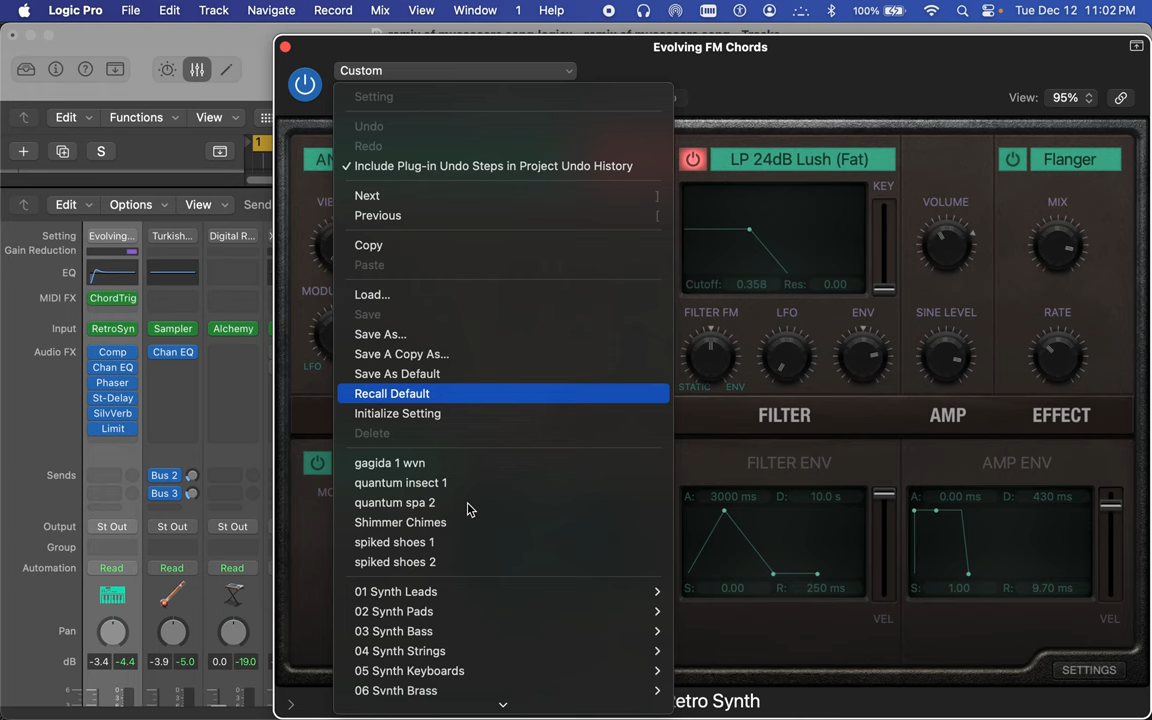 Logic Pro File Edit Track Navigate Record Mix View Window 1 Help 100% Tue Dec 12 11:02 PM
Evolving FM Chords
Custom
View: 95%
Edit Functions View
S
1
Edit Options View Send
Setting Evolving... Turkish... Digital R...
Gain Reduction
EQ
MIDI FX ChordTrig
Input RetroSyn Sampler Alchemy
Audio FX Comp Chan EQ
Chan EQ
Phaser
St-Delay
SilvVerb
Limit
Sends Bus 2
Bus 3
Output St Out St Out St Out
Group
Automation Read Read Read
Pan
dB -3.4 -4.4 -3.9 -5.0 0.0 -19.0
Setting
Undo
Redo
✓ Include Plug-in Undo Steps in Project Undo History
Next ]
Previous [
Copy
Paste
Load...
Save
Save As...
Save A Copy As...
Save As Default
Recall Default
Initialize Setting
Delete
gagida 1 wvn
quantum insect 1
quantum spa 2
Shimmer Chimes
spiked shoes 1
spiked shoes 2
01 Synth Leads
02 Synth Pads
03 Synth Bass
04 Synth Strings
05 Synth Keyboards
06 Synth Brass
LP 24dB Lush (Fat) Flanger
KEY
VOLUME MIX
Cutoff: 0.358 Res: 0.00
FILTER FM LFO ENV SINE LEVEL RATE
STATIC ENV
LFO
FILTER AMP EFFECT
FILTER ENV AMP ENV
A: 3000 ms D: 10.0 s A: 0.00 ms D: 430 ms
S: 0.00 R: 250 ms S: 1.00 R: 9.70 ms
VEL VEL
SETTINGS
etro Synth